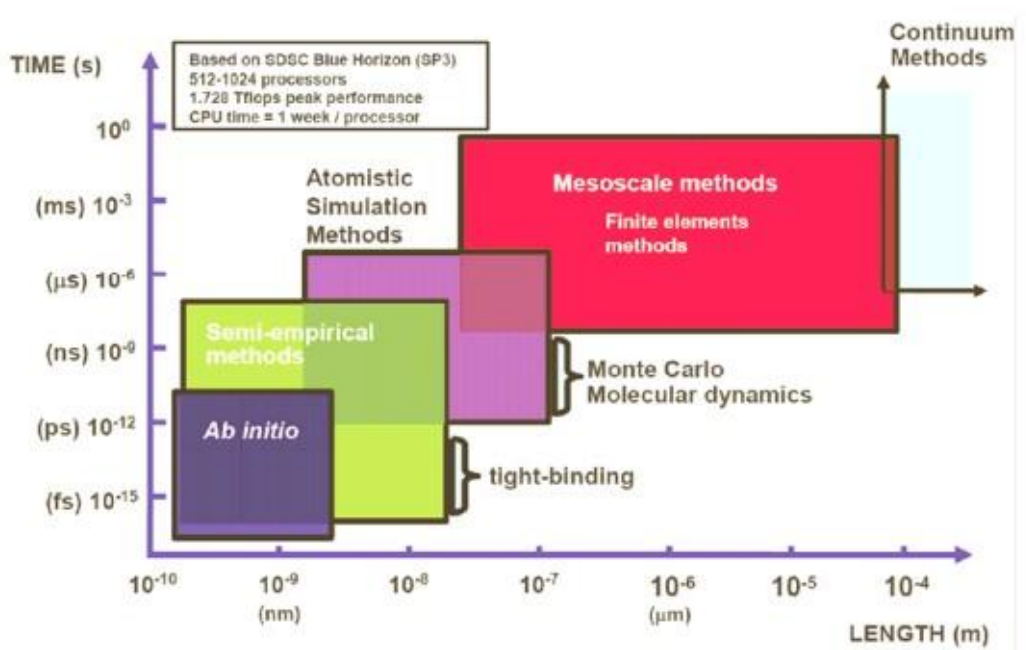 Continuum
Methods
TIME (s)
Based on SDSC Blue Horizon (SP3)
512-1024 processors
1.728 Tflops peak performance
CPU time = 1 week / processor
10⁰
Atomistic
Simulation
Methods
Mesoscale methods
Finite elements
methods
(ms) 10⁻³
(μs) 10⁻⁶
Semi-empirical
methods
(ns) 10⁻⁹
Monte Carlo
Molecular dynamics
(ps) 10⁻¹²
Ab initio
tight-binding
(fs) 10⁻¹⁵
10⁻¹⁰ 10⁻⁹ 10⁻⁸ 10⁻⁷ 10⁻⁶ 10⁻⁵ 10⁻⁴
(nm) (μm)
LENGTH (m)